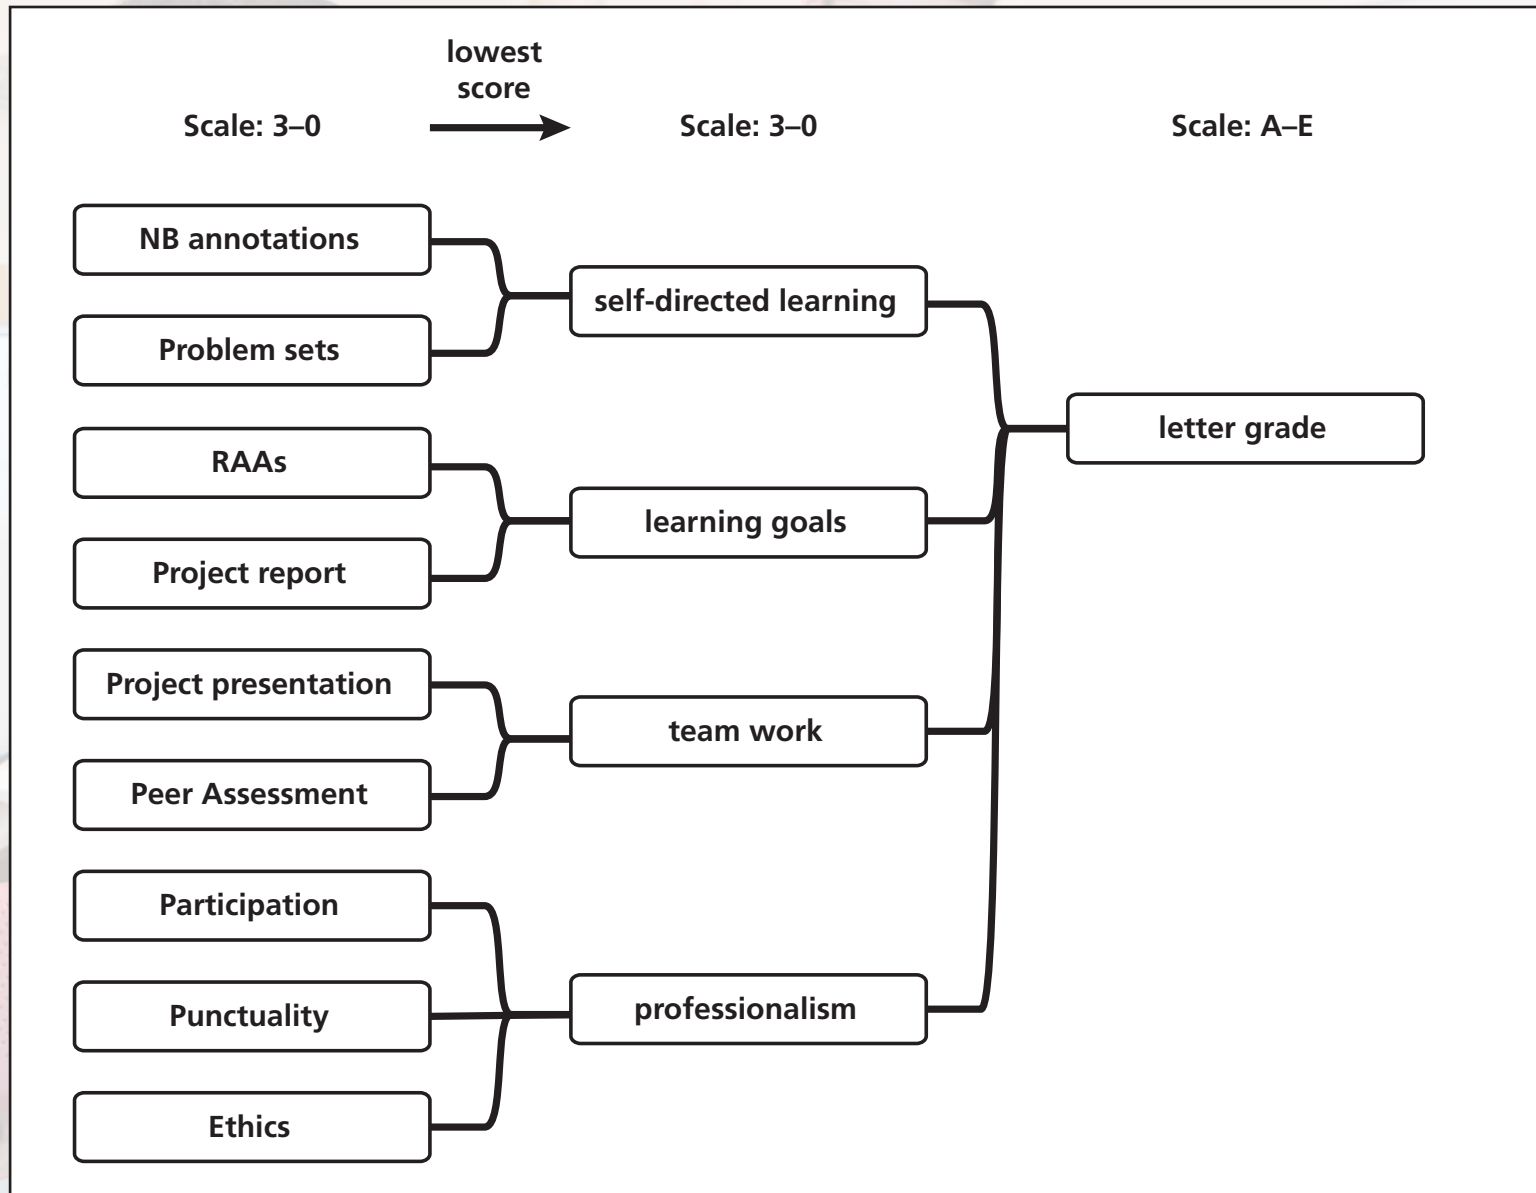 lowest
score
Scale: 3–0
Scale: 3–0
Scale: A–E
NB annotations
Problem sets
RAAs
Project report
Project presentation
Peer Assessment
Participation
Punctuality
Ethics
self-directed learning
learning goals
team work
professionalism
letter grade